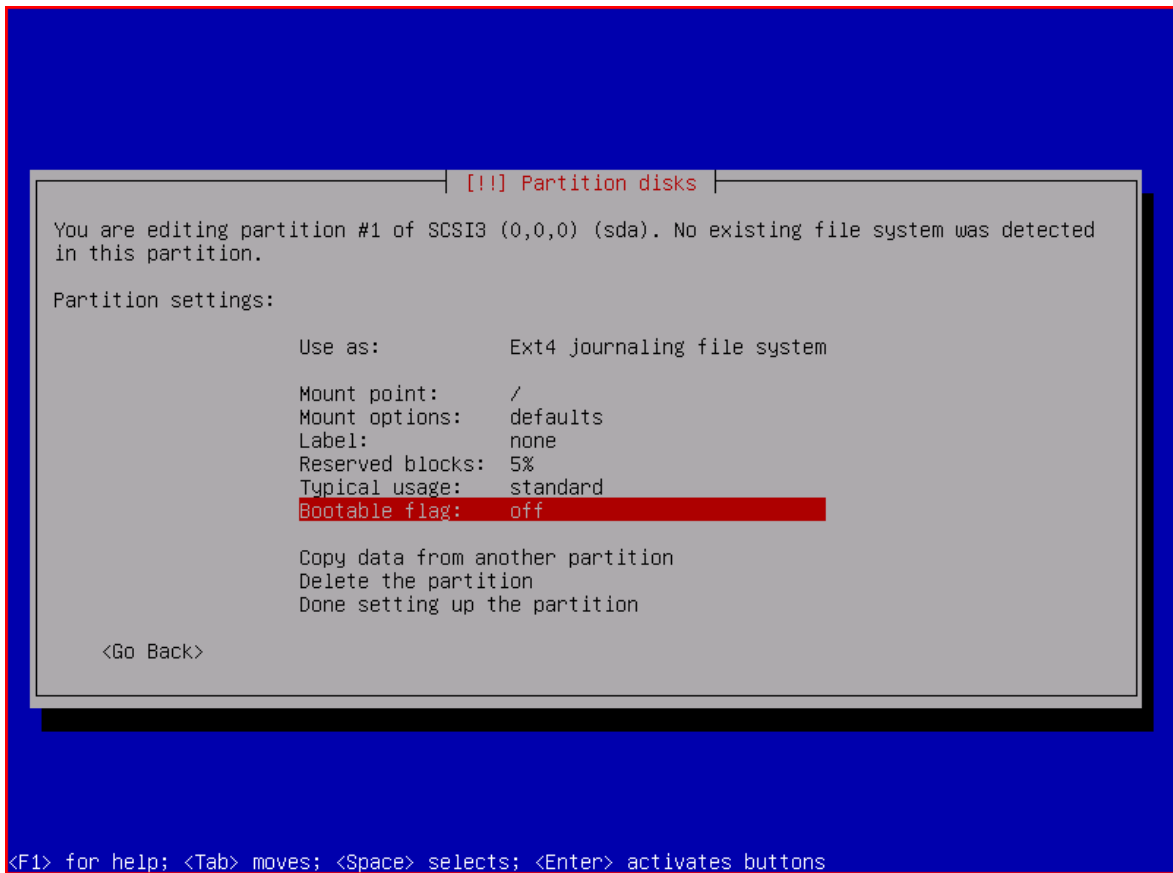 [!!] Partition disks
You are editing partition #1 of SCSI3 (0,0,0) (sda). No existing file system was detected
in this partition.
Partition settings:
Use as: Ext4 journaling file system
Mount point: /
Mount options: defaults
Label: none
Reserved blocks: 5%
Typical usage: standard
Bootable flag: off
Copy data from another partition
Delete the partition
Done setting up the partition
<Go Back>
<F1> for help; <Tab> moves; <Space> selects; <Enter> activates buttons